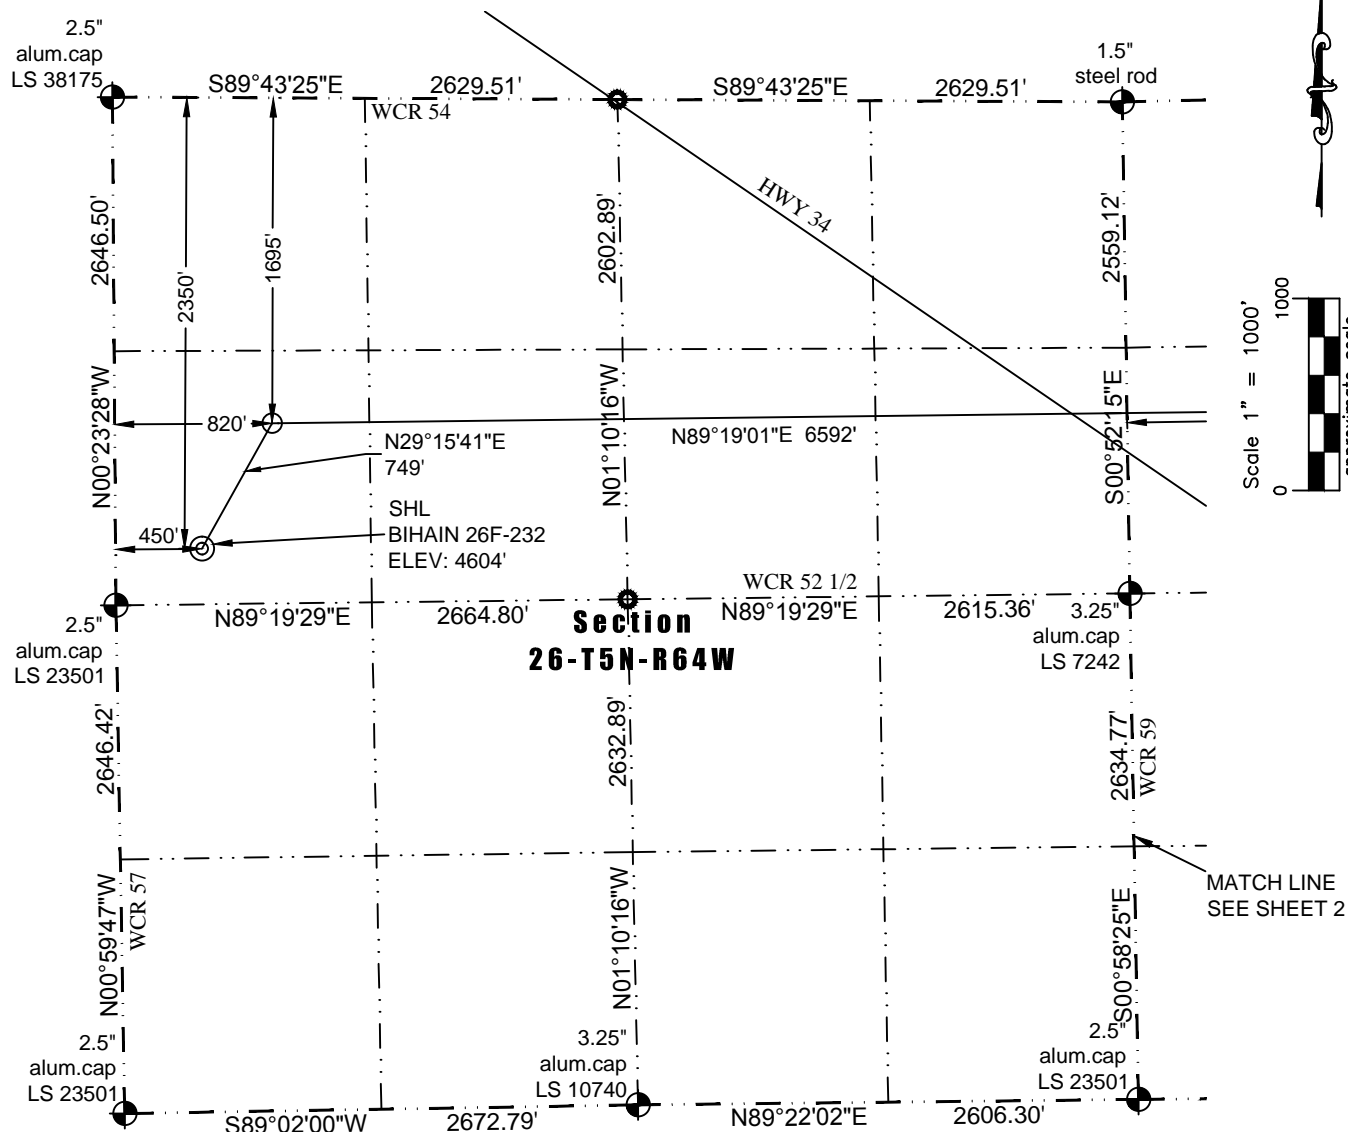 2.5"
alum.cap
LS 38175
S89°43'25"E
2629.51'
WCR 54
S89°43'25"E
2629.51'
1.5"
steel rod
2646.50'
2350'
1695'
2602.89'
HWY 34
2559.12'
N00°23'28"W
820'
N29°15'41"E
749'
N01°10'16"W
N89°19'01"E 6592'
S00°52'15"E
Scale 1" = 1000'
0
1000
approximate scale
450'
SHL
BIHAIN 26F-232
ELEV: 4604'
WCR 52 1/2
N89°19'29"E
2664.80'
N89°19'29"E
2615.36'
2.5"
alum.cap
LS 23501
Section
26-T5N-R64W
3.25"
alum.cap
LS 7242
2646.42'
2632.89'
2634.77'
WCR 59
N00°59'47"W
WCR 57
N01°10'16"W
S00°58'25"E
MATCH LINE
SEE SHEET 2
2.5"
alum.cap
LS 23501
3.25"
alum.cap
LS 10740
2.5"
alum.cap
LS 23501
S89°02'00"W
2672.79'
N89°22'02"E
2606.30'